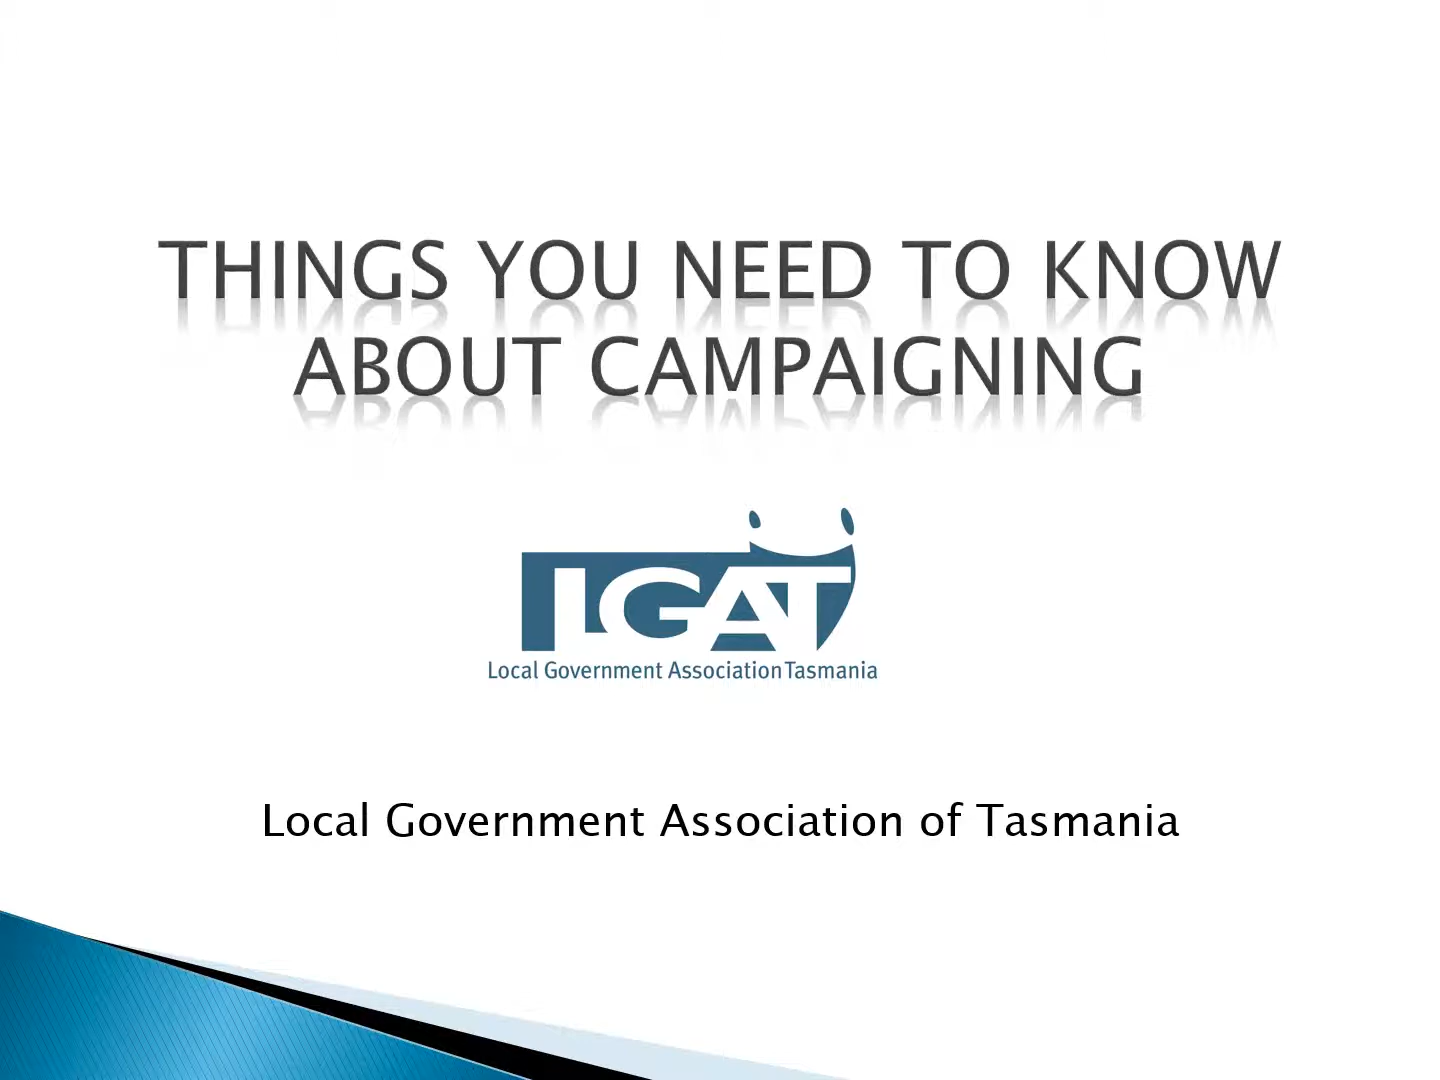 THINGS YOU NEED TO KNOW
ABOUT CAMPAIGNING
LGAT
Local Government Association Tasmania
Local Government Association of Tasmania